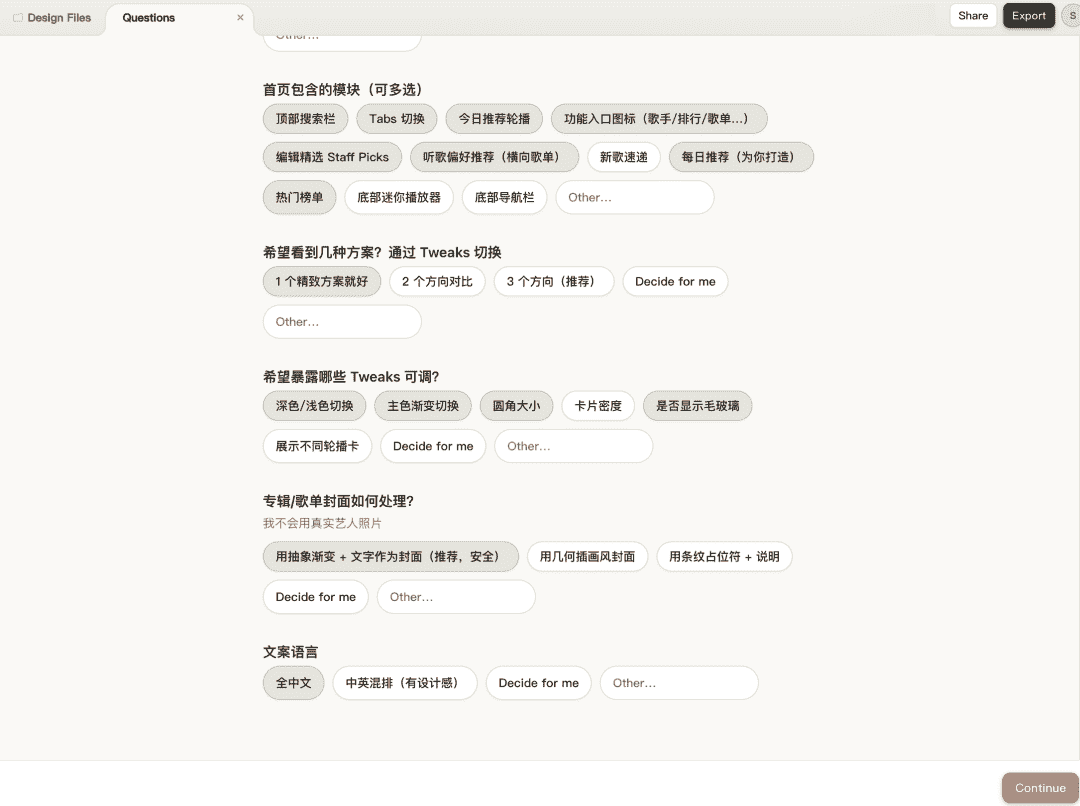 Design Files
Questions
×
Share
Export
S
Other...
首页包含的模块（可多选）
顶部搜索栏
Tabs 切换
今日推荐轮播
功能入口图标（歌手/排行/歌单...）
编辑精选 Staff Picks
听歌偏好推荐（横向歌单）
新歌速递
每日推荐（为你打造）
热门榜单
底部迷你播放器
底部导航栏
Other...
希望看到几种方案？通过 Tweaks 切换
1 个精致方案就好
2 个方向对比
3 个方向（推荐）
Decide for me
Other...
希望暴露哪些 Tweaks 可调？
深色/浅色切换
主色渐变切换
圆角大小
卡片密度
是否显示毛玻璃
展示不同轮播卡
Decide for me
Other...
专辑/歌单封面如何处理？
我不会用真实艺人照片
用抽象渐变 + 文字作为封面（推荐，安全）
用几何插画风封面
用条纹占位符 + 说明
Decide for me
Other...
文案语言
全中文
中英混排（有设计感）
Decide for me
Other...
Continue